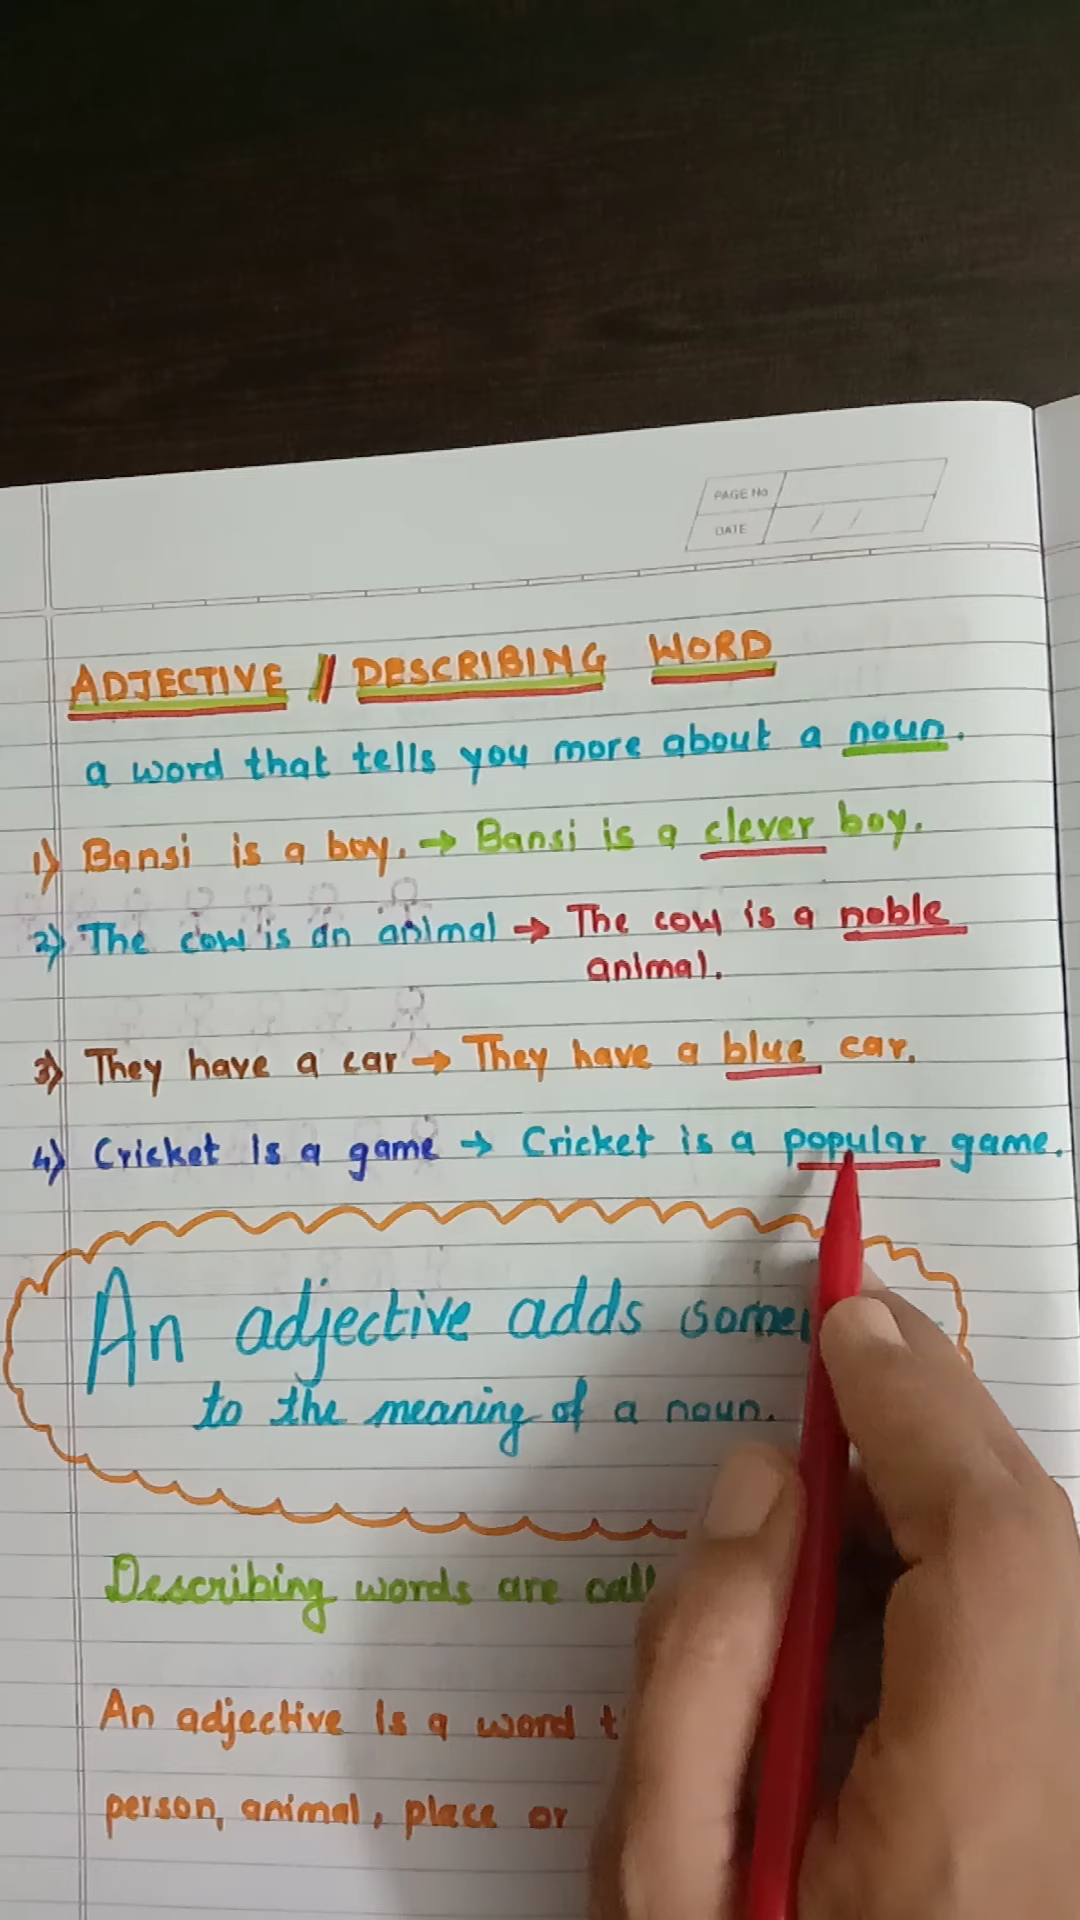 PAGE No
DATE / /
ADJECTIVE // DESCRIBING WORD
a word that tells you more about a noun.
1) Bansi is a boy. → Bansi is a clever boy.
2) The cow is an animal → The cow is a noble
animal.
3) They have a car → They have a blue car.
4) Cricket is a game → Cricket is a popular game.
An adjective adds
to the meaning of a noun.
Describing words are
An adjective is a word
person, animal, place or